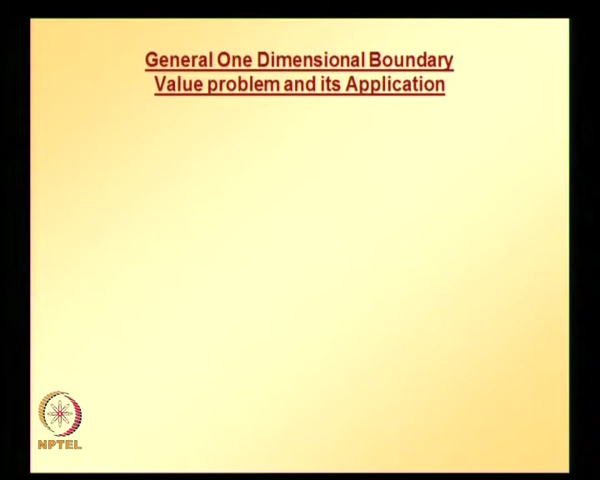 General One Dimensional Boundary
Value problem and its Application
NPTEL